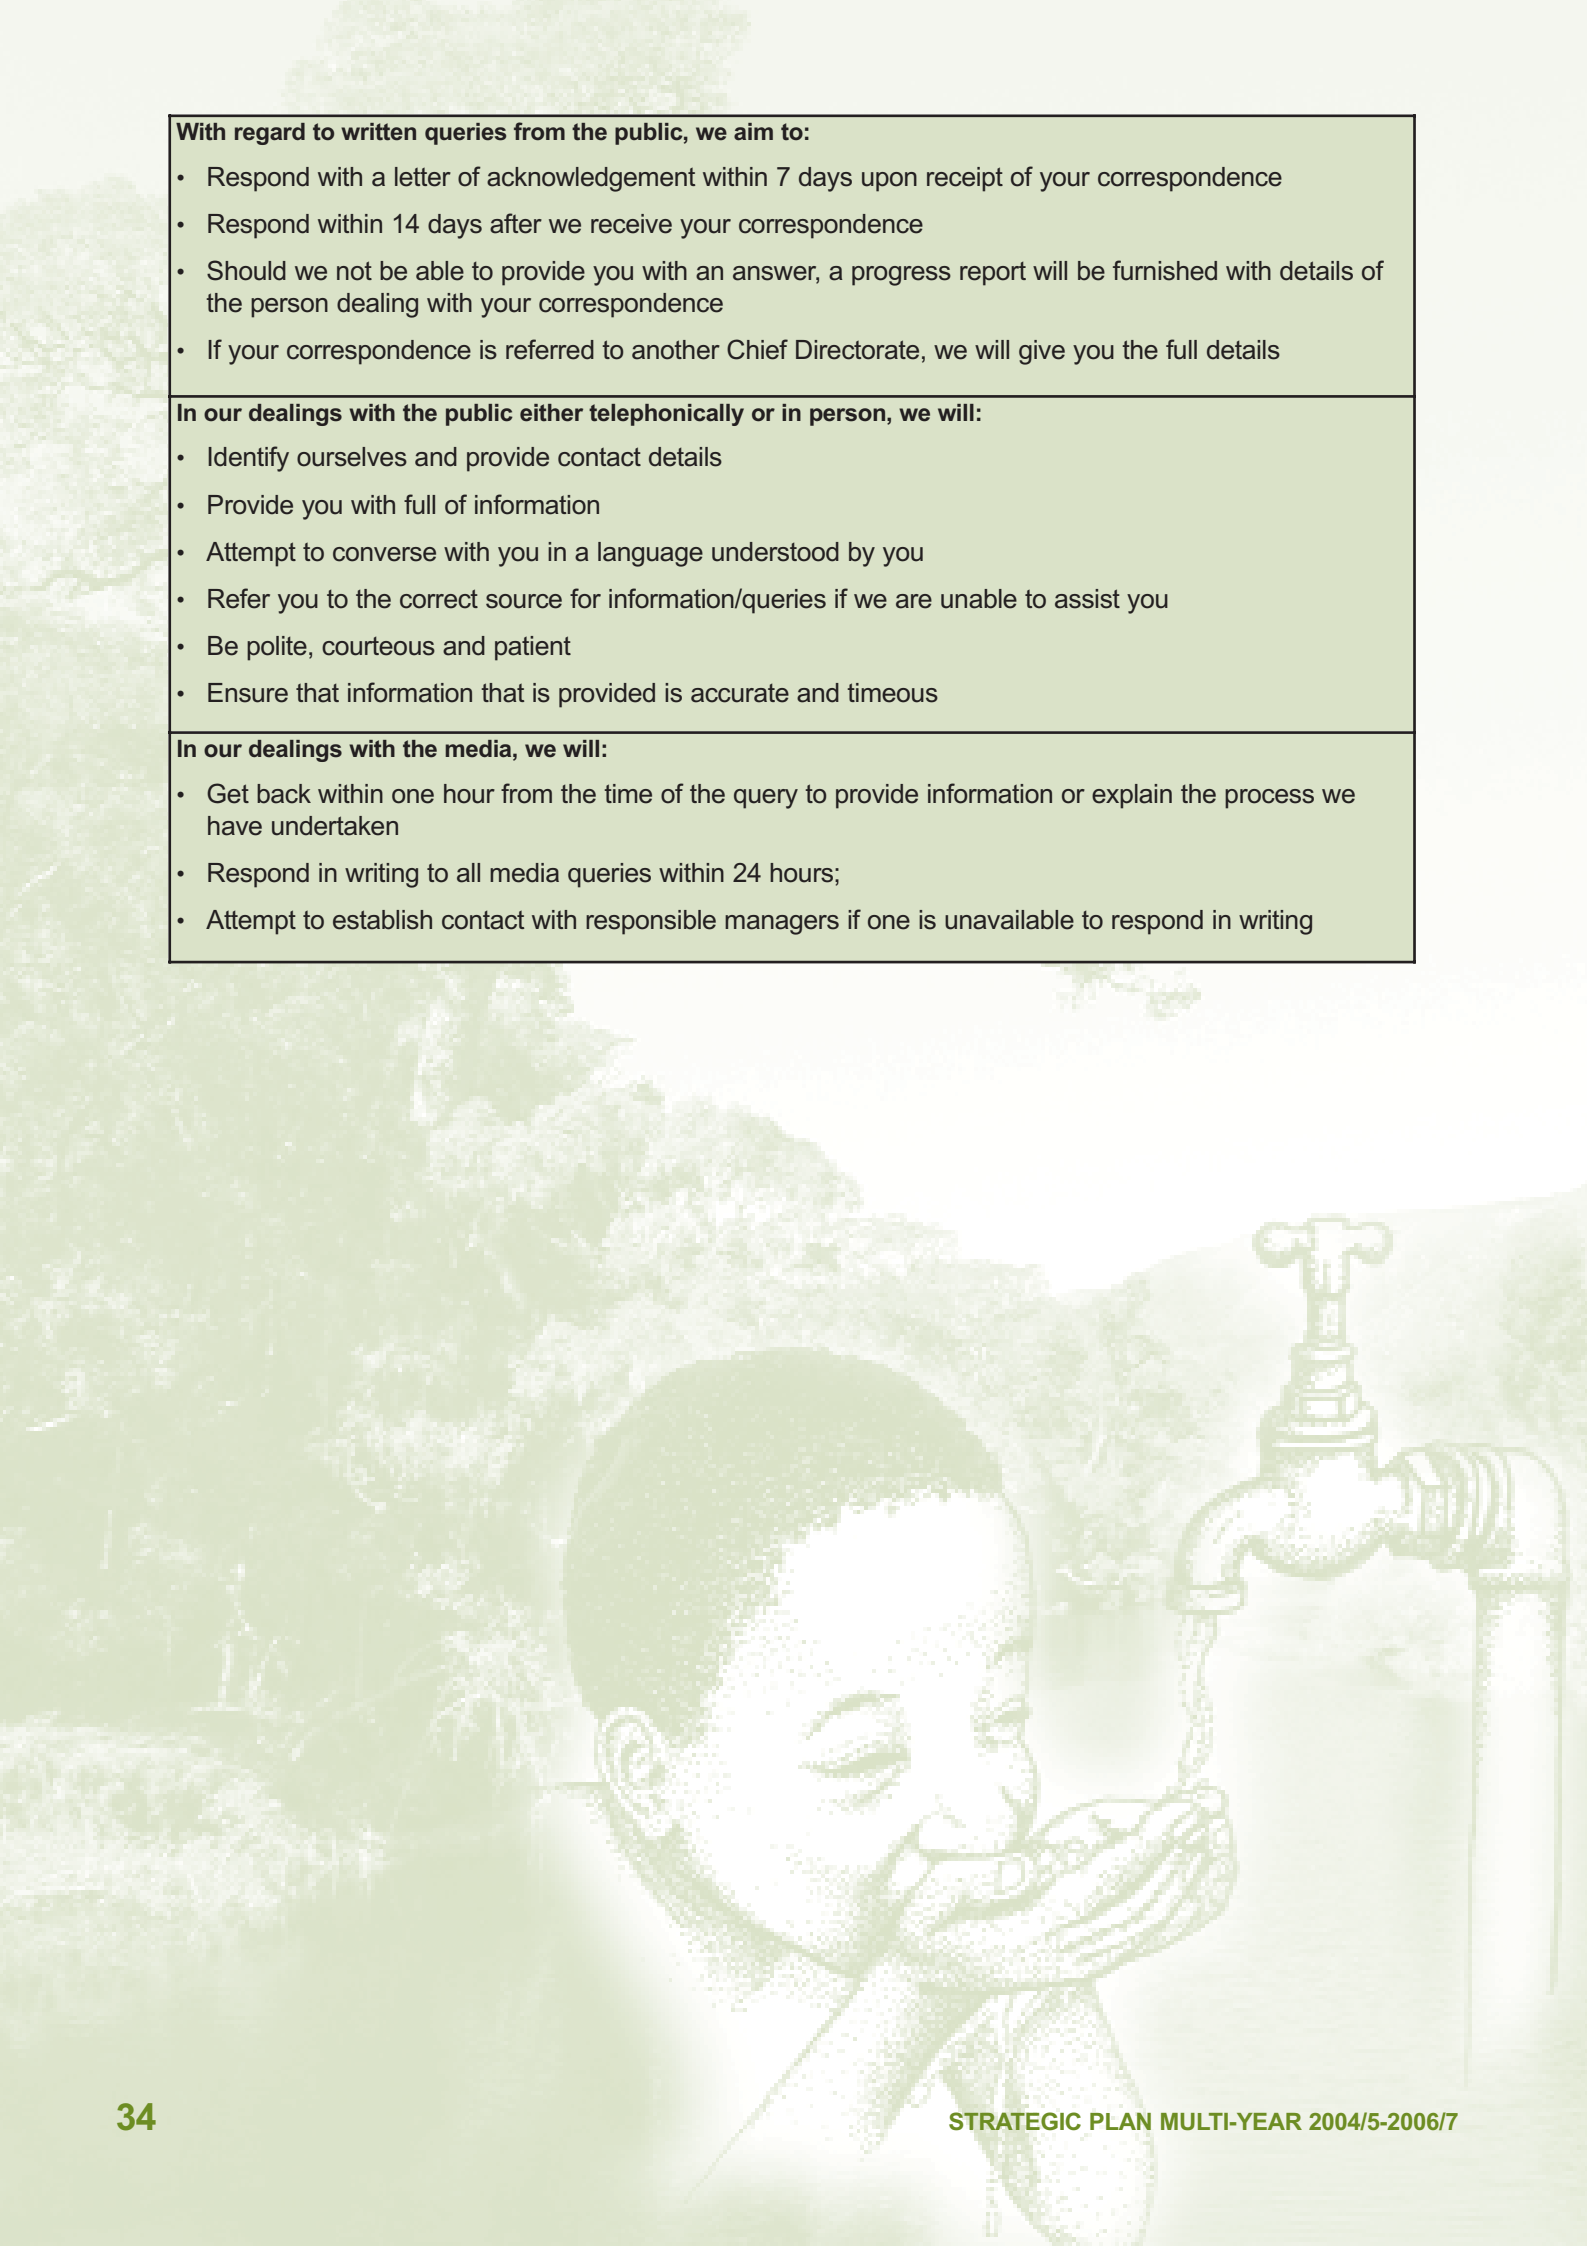 With regard to written queries from the public, we aim to:
• Respond with a letter of acknowledgement within 7 days upon receipt of your correspondence
• Respond within 14 days after we receive your correspondence
• Should we not be able to provide you with an answer, a progress report will be furnished with details of
the person dealing with your correspondence
• If your correspondence is referred to another Chief Directorate, we will give you the full details
In our dealings with the public either telephonically or in person, we will:
• Identify ourselves and provide contact details
• Provide you with full of information
• Attempt to converse with you in a language understood by you
• Refer you to the correct source for information/queries if we are unable to assist you
• Be polite, courteous and patient
• Ensure that information that is provided is accurate and timeous
In our dealings with the media, we will:
• Get back within one hour from the time of the query to provide information or explain the process we
have undertaken
• Respond in writing to all media queries within 24 hours;
• Attempt to establish contact with responsible managers if one is unavailable to respond in writing
34
STRATEGIC PLAN MULTI-YEAR 2004/5-2006/7